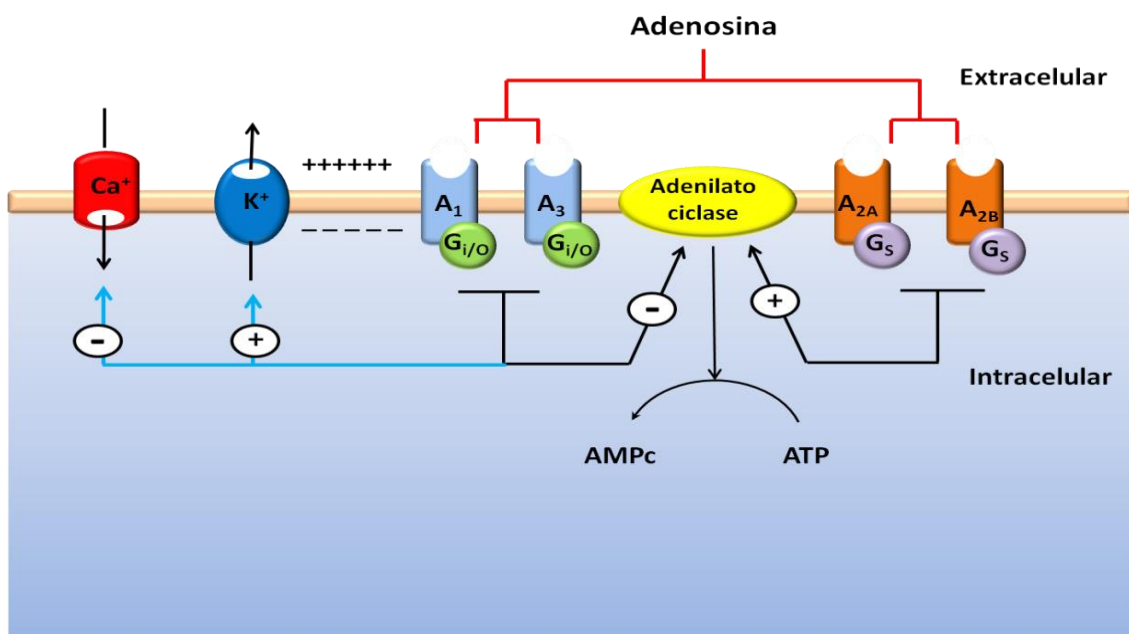 Adenosina
Extracelular
++++++
Ca⁺
K⁺
A₁
A₃
Adenilato
ciclase
A₂A
A₂B
– – – – –
Gi/O
Gi/O
GS
GS
-
+
-
+
Intracelular
AMPc
ATP